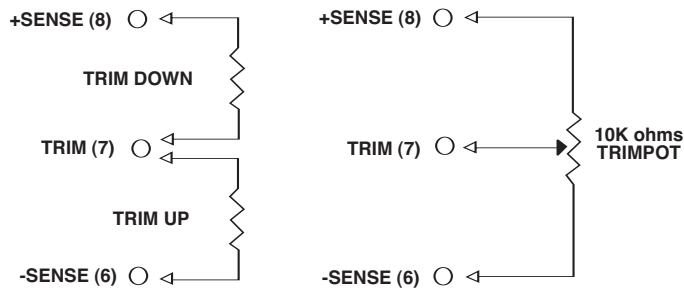 +SENSE (8)
TRIM DOWN
TRIM (7)
TRIM UP
-SENSE (6)
+SENSE (8)
TRIM (7)
10K ohms
TRIMPOT
-SENSE (6)